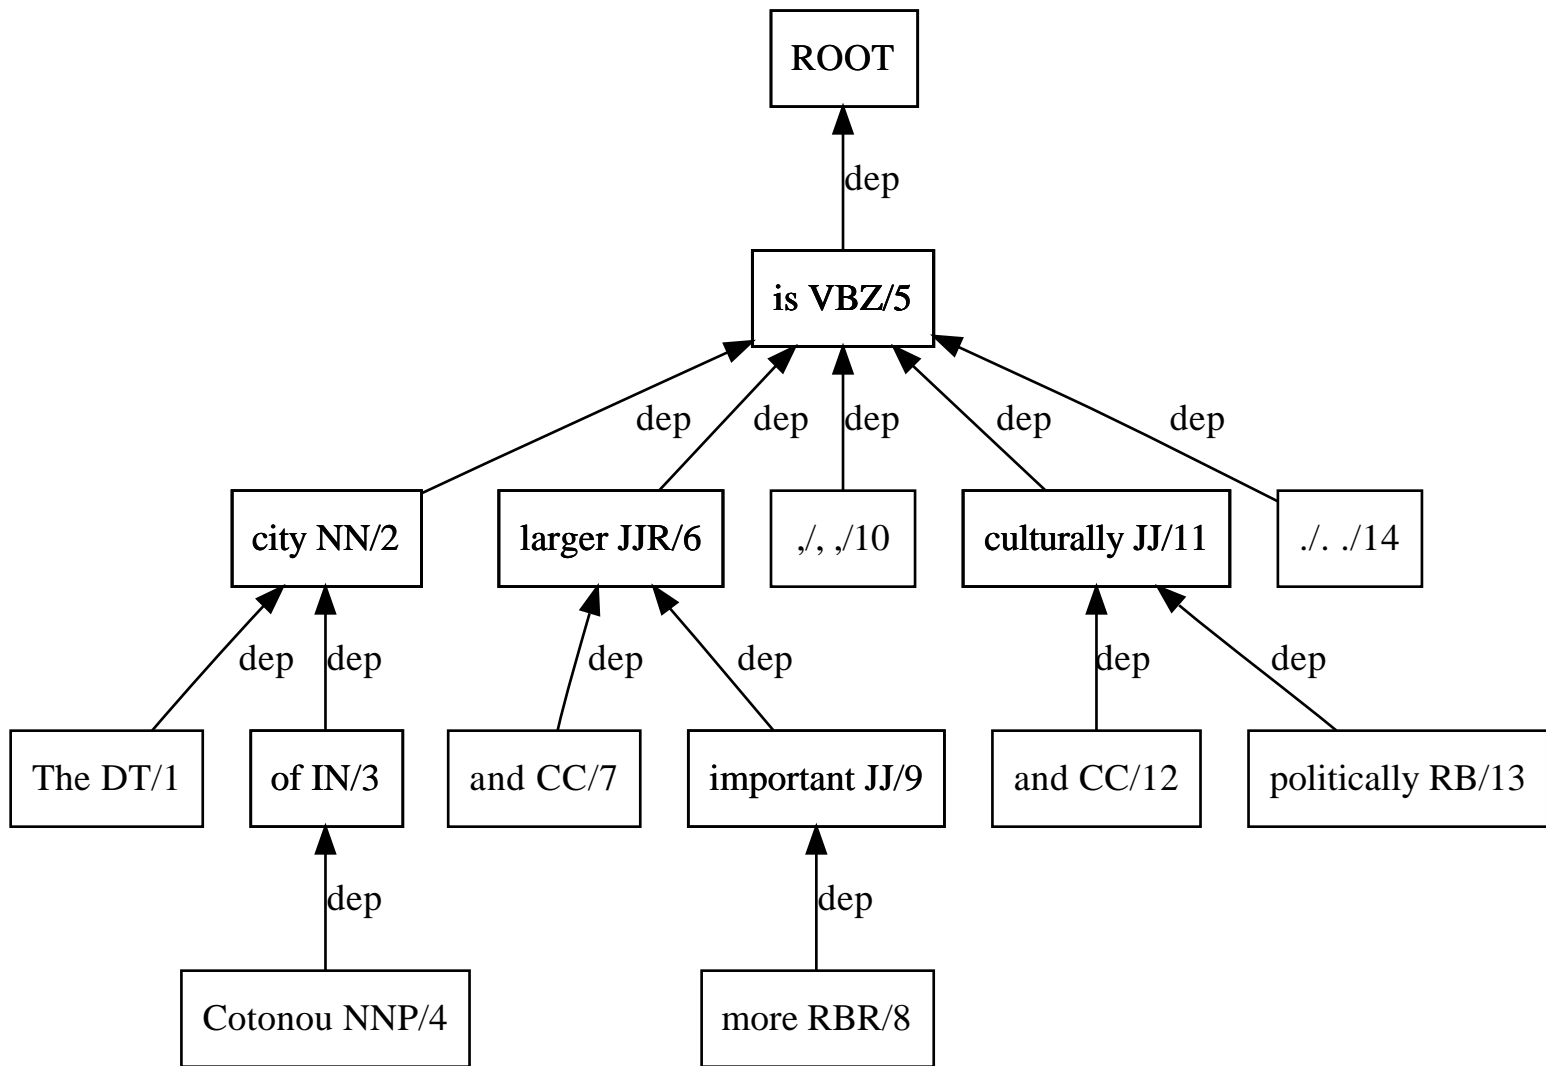 ROOT
dep
is VBZ/5
dep dep dep dep dep
city NN/2 larger JJR/6 ,/, ,/10 culturally JJ/11 ./. ./14
dep dep dep dep dep dep
The DT/1 of IN/3 and CC/7 important JJ/9 and CC/12 politically RB/13
dep dep
Cotonou NNP/4 more RBR/8